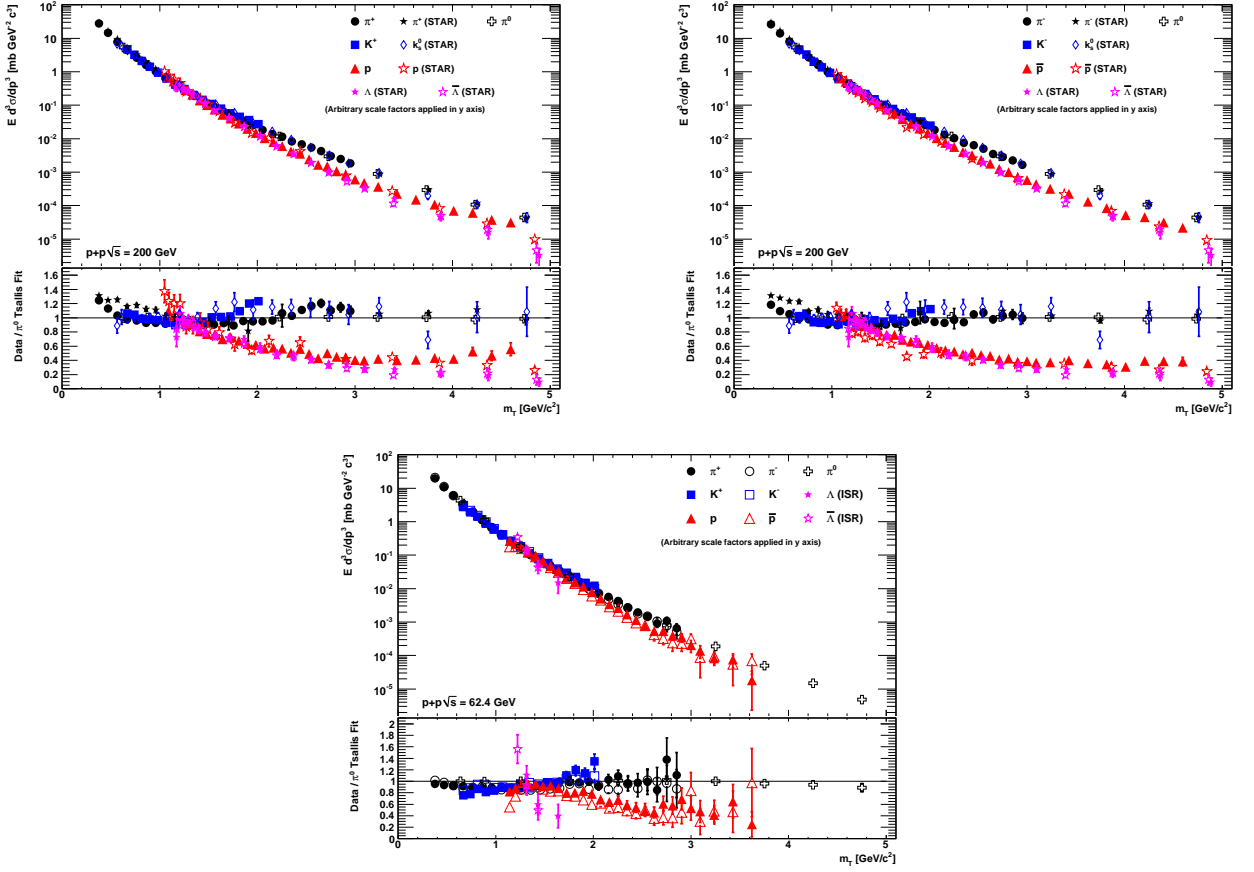 E d³σ/dp³ [mb GeV⁻² c³]
10²
10
1
10⁻¹
10⁻²
10⁻³
10⁻⁴
10⁻⁵
π⁺ π⁺ (STAR) π⁰
K⁺ k⁰ₛ (STAR)
p p (STAR)
Λ (STAR) Λ̅ (STAR)
(Arbitrary scale factors applied in y axis)
p+p√s = 200 GeV
Data / π⁰ Tsallis Fit
1.6
1.4
1.2
1
0.8
0.6
0.4
0.2
0
0 1 2 3 4 5
m_T [GeV/c²]
E d³σ/dp³ [mb GeV⁻² c³]
10²
10
1
10⁻¹
10⁻²
10⁻³
10⁻⁴
10⁻⁵
π⁻ π⁻ (STAR) π⁰
K⁻ k⁰ₛ (STAR)
p̅ p̅ (STAR)
Λ (STAR) Λ̅ (STAR)
(Arbitrary scale factors applied in y axis)
p+p√s = 200 GeV
Data / π⁰ Tsallis Fit
1.6
1.4
1.2
1
0.8
0.6
0.4
0.2
0
0 1 2 3 4 5
m_T [GeV/c²]
E d³σ/dp³ [mb GeV⁻² c³]
10²
10
1
10⁻¹
10⁻²
10⁻³
10⁻⁴
10⁻⁵
π⁺ π⁻ π⁰
K⁺ K⁻ Λ (ISR)
p p̅ Λ̅ (ISR)
(Arbitrary scale factors applied in y axis)
p+p√s = 62.4 GeV
Data / π⁰ Tsallis Fit
2
1.8
1.6
1.4
1.2
1
0.8
0.6
0.4
0.2
0
0 1 2 3 4 5
m_T [GeV/c²]